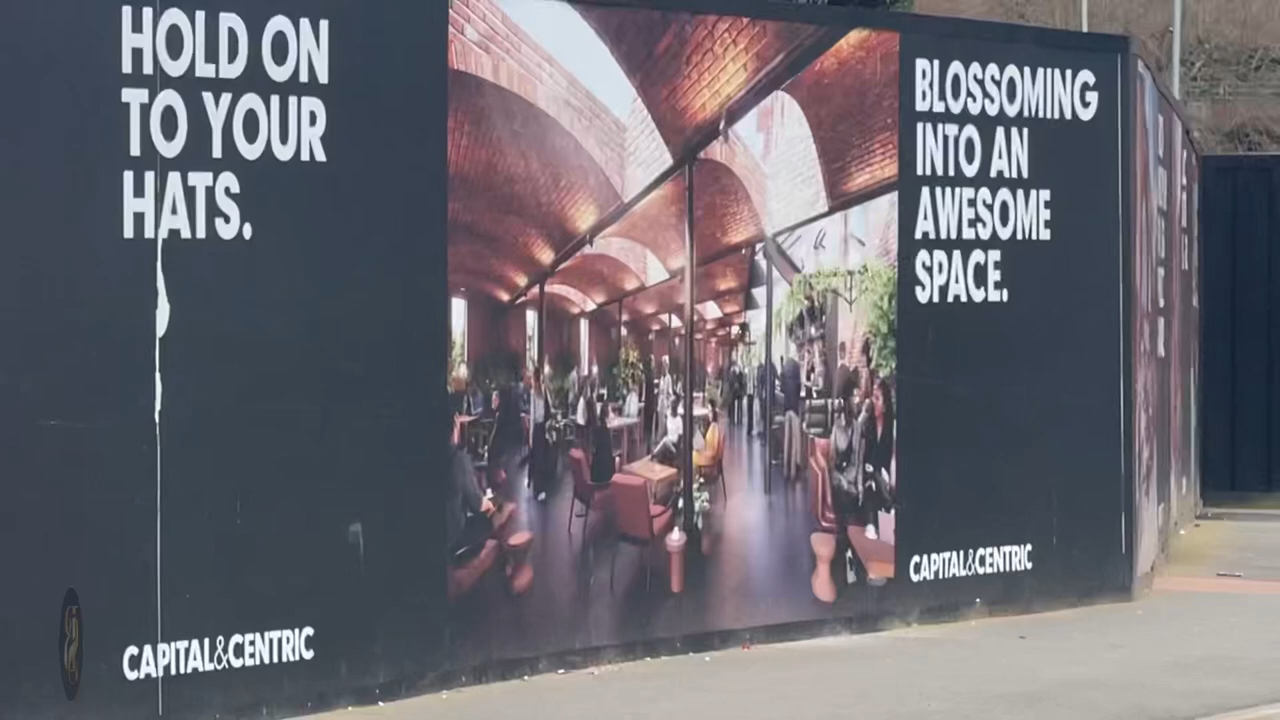 HOLD ON
TO YOUR
HATS.
CAPITAL&CENTRIC
BLOSSOMING
INTO AN
AWESOME
SPACE.
CAPITAL&CENTRIC